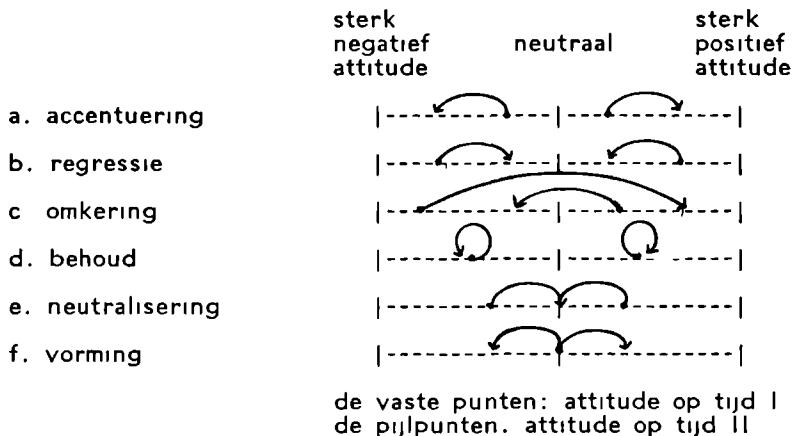 sterk sterk
negatief neutraal positief
attitude attitude
a. accentuering
b. regressie
c omkering
d. behoud
e. neutralisering
f. vorming
de vaste punten: attitude op tijd I
de pijlpunten. attitude op tijd II